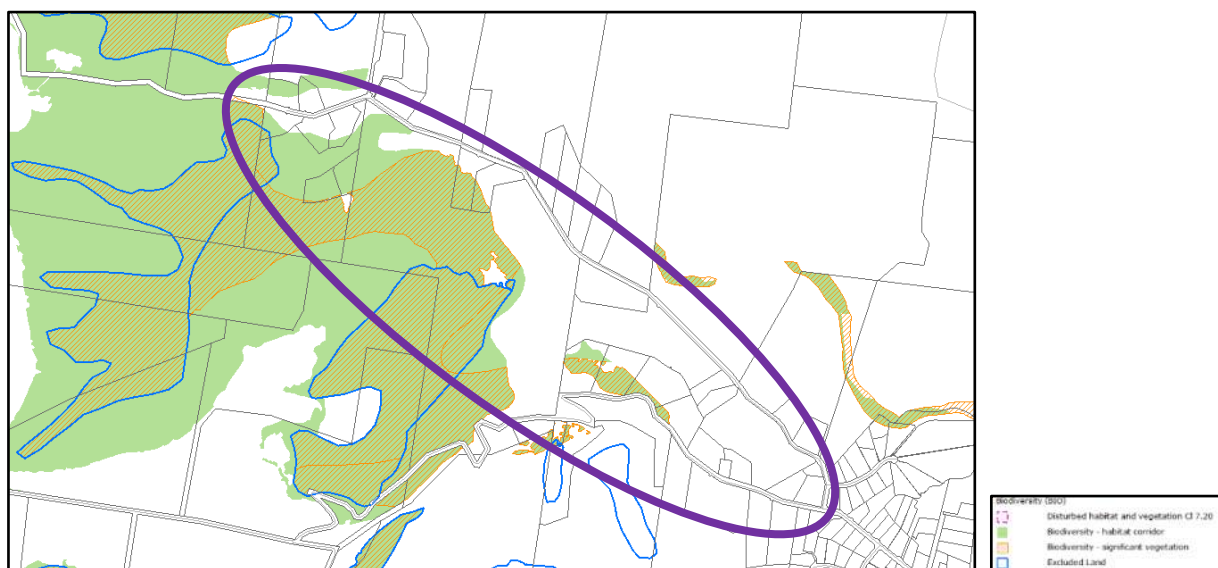 Biodiversity (BIO)
Disturbed habitat and vegetation Cl 7.20
Biodiversity - habitat corridor
Biodiversity - significant vegetation
Excluded Land